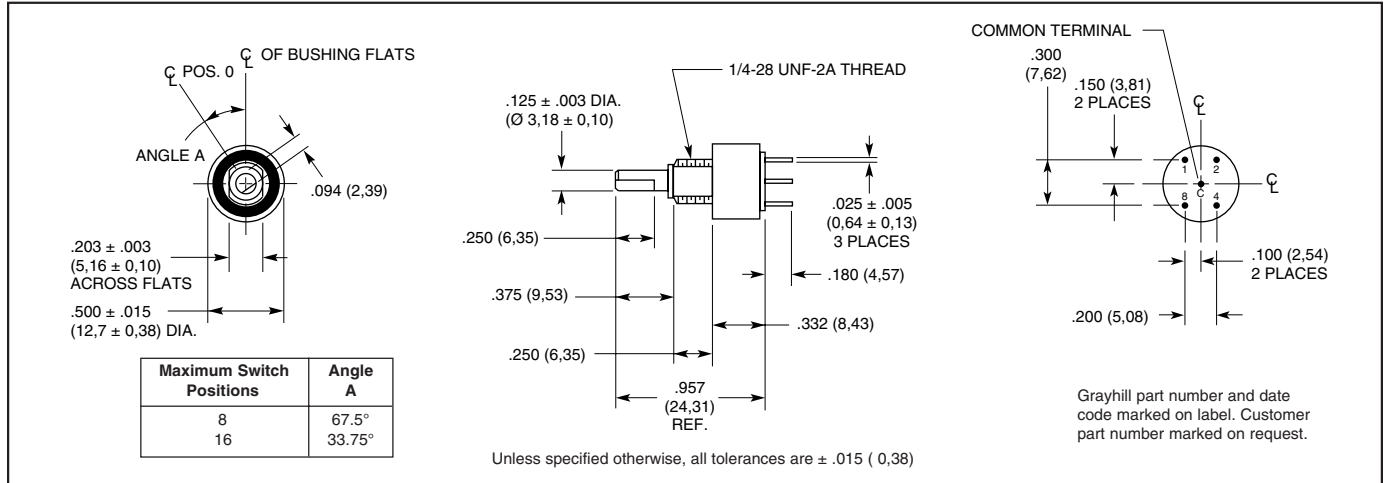 ℄ OF BUSHING FLATS
℄ POS. 0
ANGLE A
.094 (2,39)
.203 ± .003
(5,16 ± 0,10)
ACROSS FLATS
.500 ± .015
(12,7 ± 0,38) DIA.
Maximum Switch Positions
Angle A
8 67.5°
16 33.75°
1/4-28 UNF-2A THREAD
.125 ± .003 DIA.
(Ø 3,18 ± 0,10)
.025 ± .005
(0,64 ± 0,13)
3 PLACES
.250 (6,35)
.180 (4,57)
.375 (9,53)
.332 (8,43)
.250 (6,35)
.957
(24,31)
REF.
Unless specified otherwise, all tolerances are ± .015 ( 0,38)
COMMON TERMINAL
.300
(7,62)
.150 (3,81)
2 PLACES
℄
1 2
C
℄
8 4
.100 (2,54)
2 PLACES
.200 (5,08)
Grayhill part number and date
code marked on label. Customer
part number marked on request.